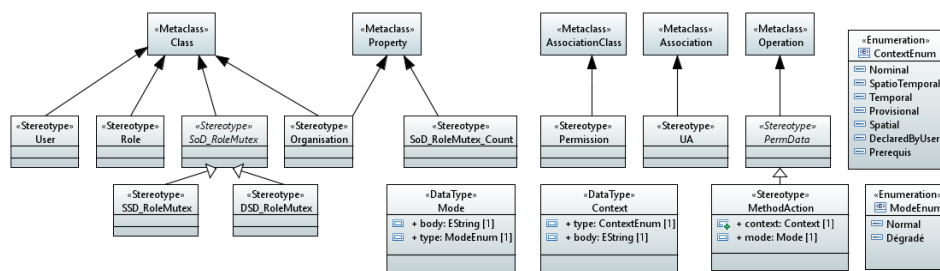 «Metaclass»
Class
«Metaclass»
Property
«Metaclass»
AssociationClass
«Metaclass»
Association
«Metaclass»
Operation
«Enumeration»
ContextEnum
Nominal
SpatioTemporal
Temporal
Provisional
Spatial
DeclaredByUser
Prerequis
«Stereotype»
User
«Stereotype»
Role
«Stereotype»
SoD_RoleMutex
«Stereotype»
Organisation
«Stereotype»
SoD_RoleMutex_Count
«Stereotype»
Permission
«Stereotype»
UA
«Stereotype»
PermData
«Stereotype»
SSD_RoleMutex
«Stereotype»
DSD_RoleMutex
«DataType»
Mode
+ body: EString [1]
+ type: ModeEnum [1]
«DataType»
Context
+ type: ContextEnum [1]
+ body: EString [1]
«Stereotype»
MethodAction
+ context: Context [1]
+ mode: Mode [1]
«Enumeration»
ModeEnum
Normal
Dégradé